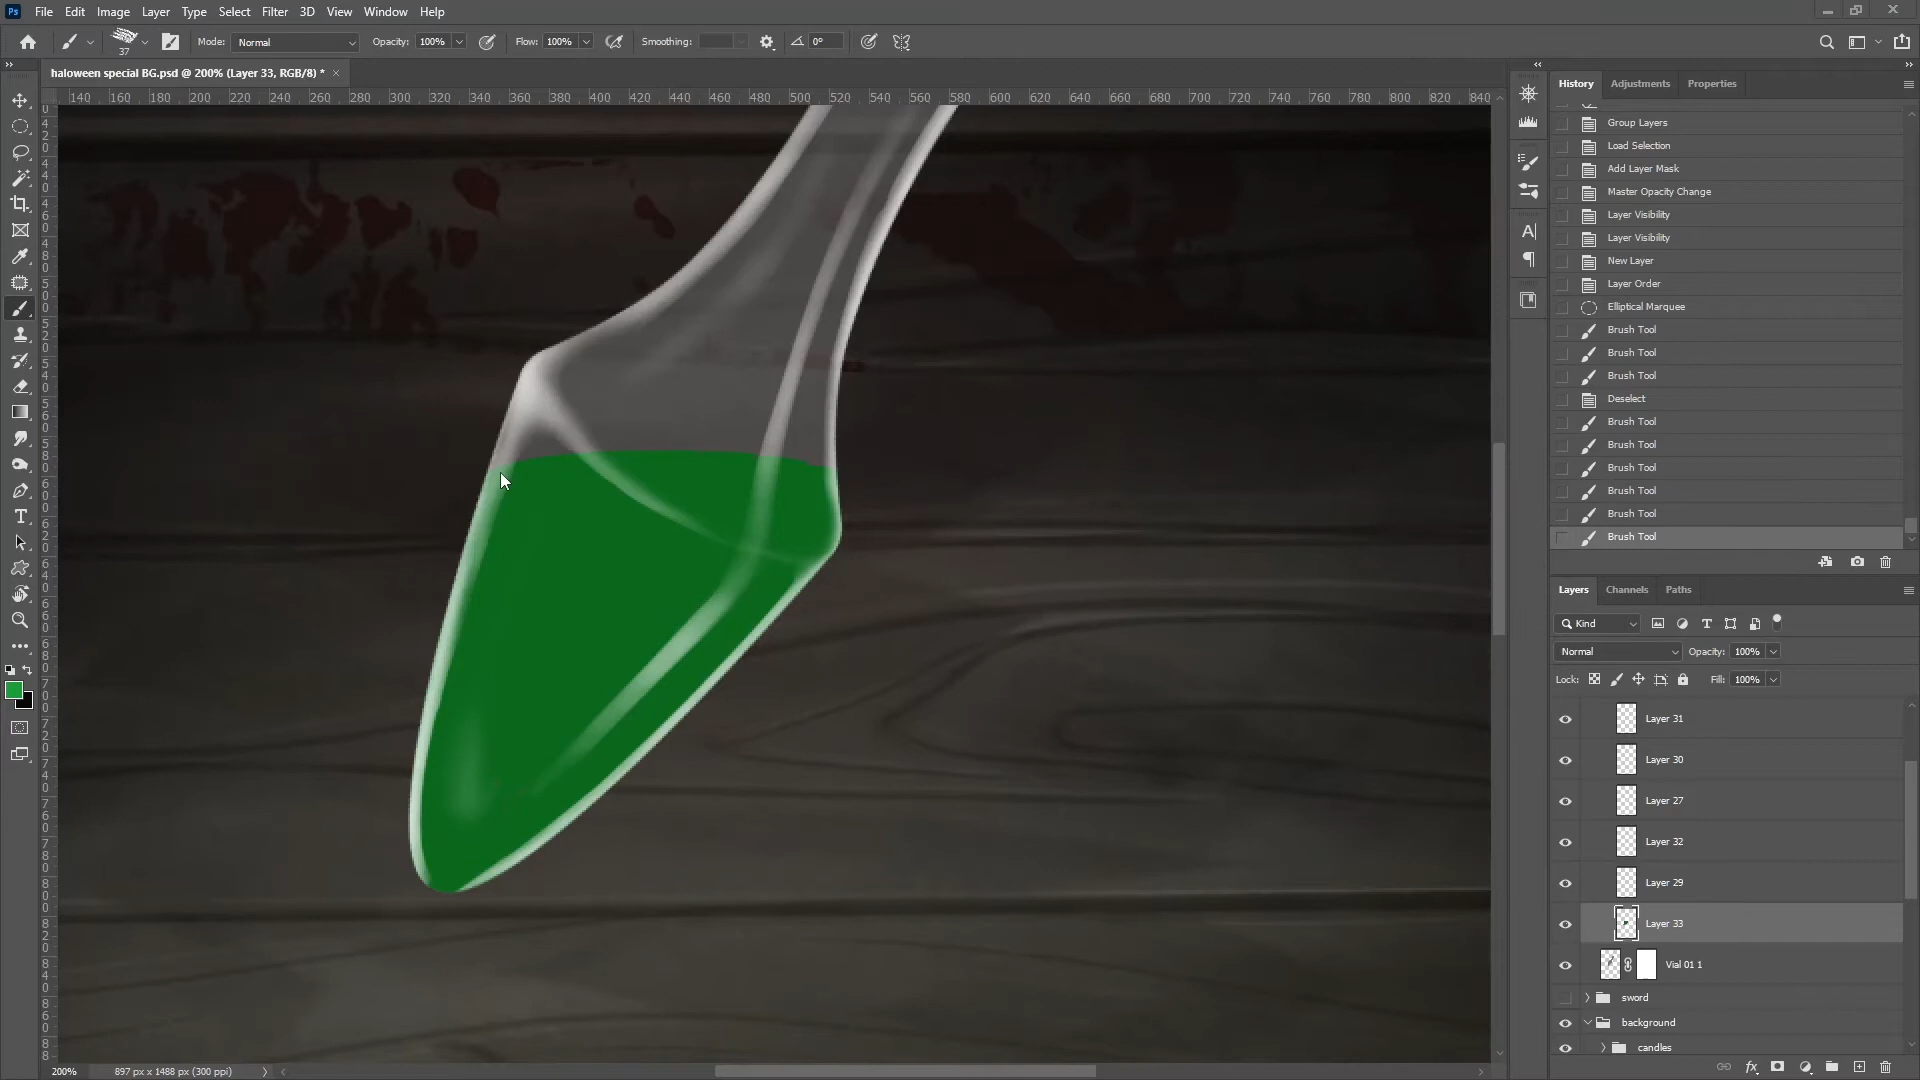 Ps File Edit Image Layer Type Select Filter 3D View Window Help
37 Mode: Normal Opacity: 100% Flow: 100% Smoothing: 0°
haloween special BG.psd @ 200% (Layer 33, RGB/8) * ×
140 160 180 200 220 240 260 280 300 320 340 360 380 400 420 440 460 480 500 520 540 560 580 600 620 640 660 680 700 720 740 760 780 800 820 840
History Adjustments Properties
Group Layers
Load Selection
Add Layer Mask
Master Opacity Change
Layer Visibility
Layer Visibility
New Layer
Layer Order
Elliptical Marquee
Brush Tool
Brush Tool
Brush Tool
Deselect
Brush Tool
Brush Tool
Brush Tool
Brush Tool
Brush Tool
Brush Tool
Layers Channels Paths
Kind
Normal Opacity: 100%
Lock: Fill: 100%
Layer 31
Layer 30
Layer 27
Layer 32
Layer 29
Layer 33
Vial 01 1
sword
background
candles
200% 897 px x 1488 px (300 ppi)